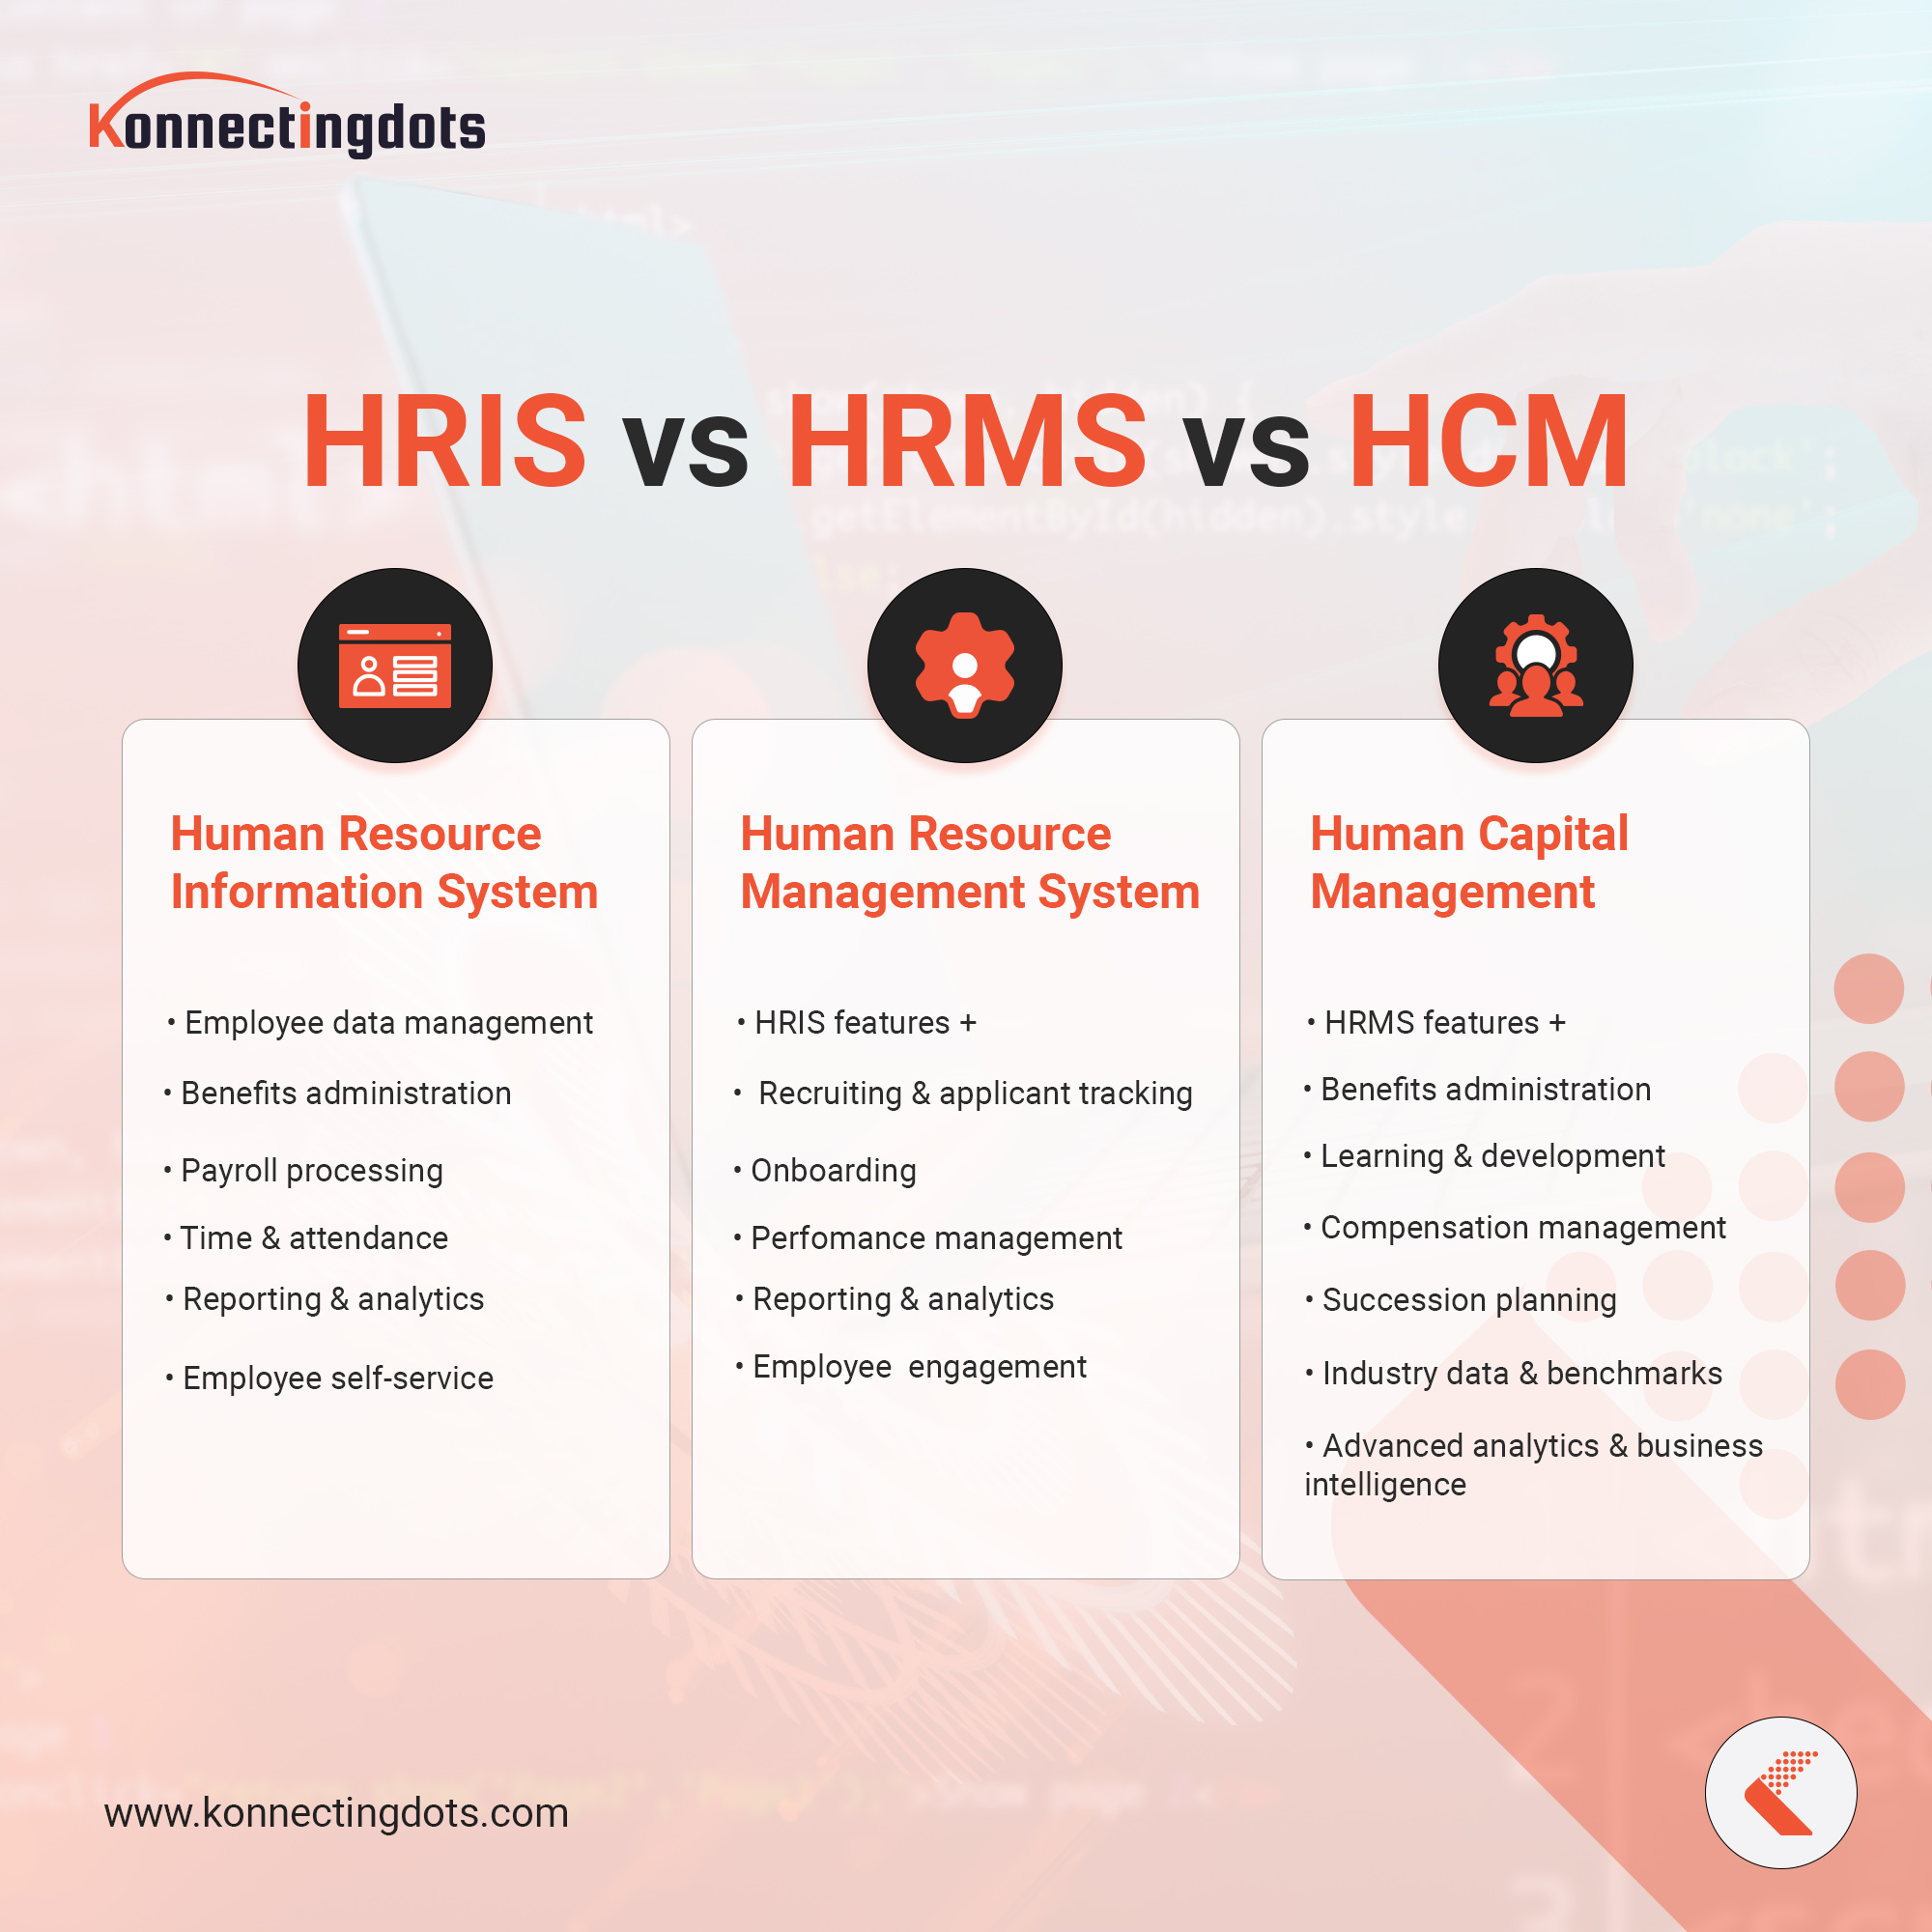 Konnectingdots
HRIS vs HRMS vs HCM
Human Resource
Information System
• Employee data management
• Benefits administration
• Payroll processing
• Time & attendance
• Reporting & analytics
• Employee self-service
Human Resource
Management System
• HRIS features +
• Recruiting & applicant tracking
• Onboarding
• Perfomance management
• Reporting & analytics
• Employee engagement
Human Capital
Management
• HRMS features +
• Benefits administration
• Learning & development
• Compensation management
• Succession planning
• Industry data & benchmarks
• Advanced analytics & business
intelligence
www.konnectingdots.com